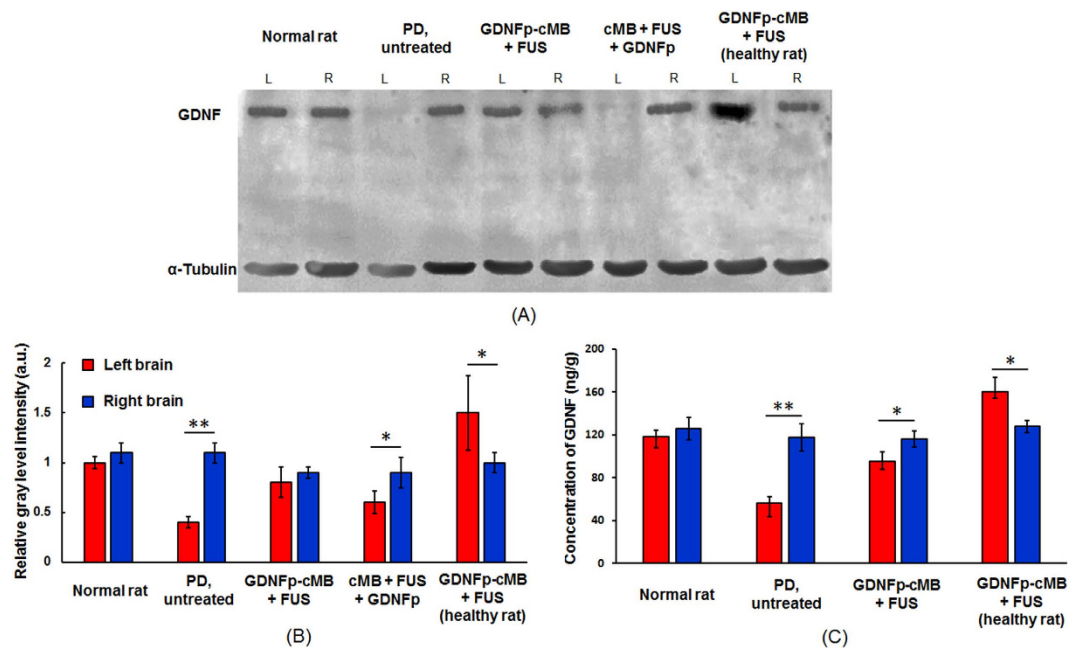 Normal rat
PD,
untreated
GDNFp-cMB
+ FUS
cMB + FUS
+ GDNFp
GDNFp-cMB
+ FUS
(healthy rat)
L R L R L R L R L R
GDNF
α-Tubulin
(A)
Relative gray level intensity (a.u.)
2
1.5
1
0.5
0
Left brain
Right brain
**
*
*
Normal rat
PD,
untreated
GDNFp-cMB
+ FUS
cMB + FUS
+ GDNFp
GDNFp-cMB
+ FUS
(healthy rat)
(B)
Concentration of GDNF (ng/g)
200
160
120
80
40
0
**
*
*
Normal rat
PD,
untreated
GDNFp-cMB
+ FUS
GDNFp-cMB
+ FUS
(healthy rat)
(C)